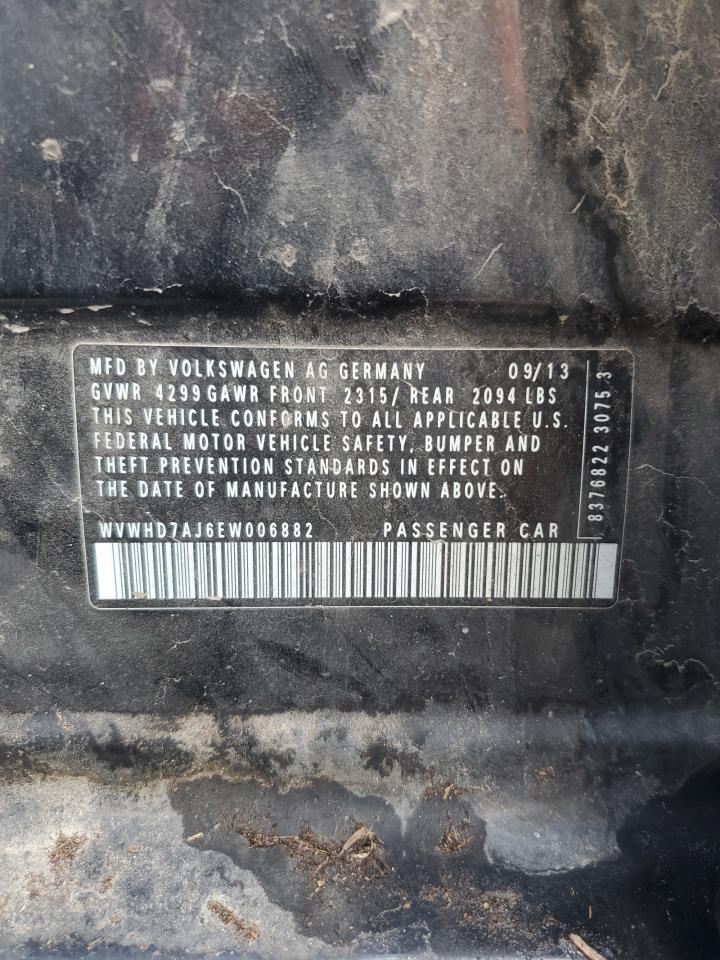 MFD BY VOLKSWAGEN AG GERMANY 09/13
GVWR 4299 GAWR FRONT 2315/ REAR 2094 LBS
THIS VEHICLE CONFORMS TO ALL APPLICABLE U.S.
FEDERAL MOTOR VEHICLE SAFETY, BUMPER AND
THEFT PREVENTION STANDARDS IN EFFECT ON
THE DATE OF MANUFACTURE SHOWN ABOVE.
WVWHD7AJ6EW006882 PASSENGER CAR
8376822 3075 3